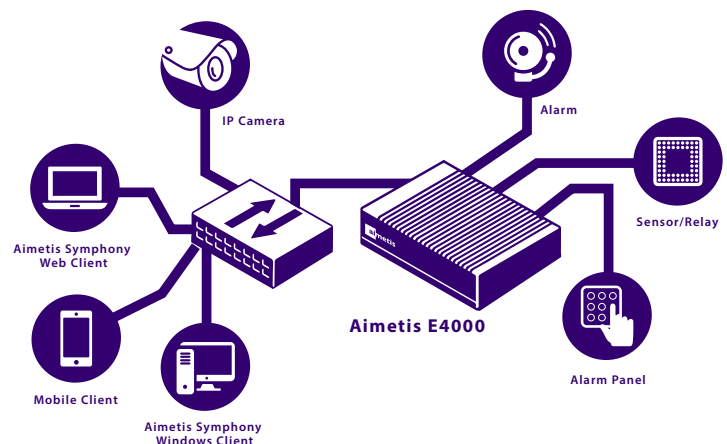 IP Camera
Alarm
Aimetis Symphony
Web Client
Sensor/Relay
aimetis
Aimetis E4000
Mobile Client
Alarm Panel
Aimetis Symphony
Windows Client